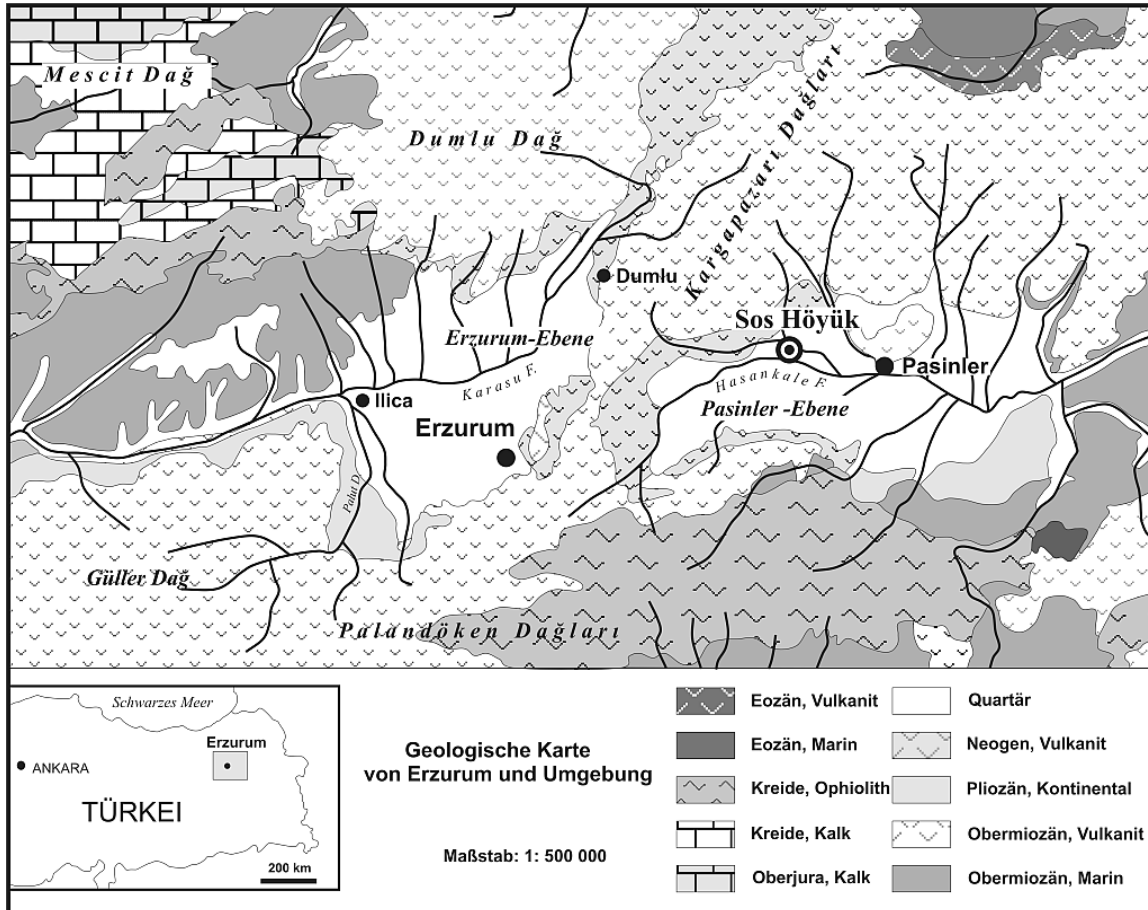 Mescit Dağ
Dumlu Dağ
Kargapazarı Dağları
Dumlu
Sos Höyük
Erzurum-Ebene
Pasinler
Karasu F.
Hasankale F.
Ilica
Pasinler -Ebene
Erzurum
Pulut D.
Güller Dağ
Palandöken Dağları
Schwarzes Meer
Erzurum
ANKARA
TÜRKEI
200 km
Geologische Karte
von Erzurum und Umgebung
Maßstab: 1: 500 000
Eozän, Vulkanit
Eozän, Marin
Kreide, Ophiolith
Kreide, Kalk
Oberjura, Kalk
Quartär
Neogen, Vulkanit
Pliozän, Kontinental
Obermiozän, Vulkanit
Obermiozän, Marin